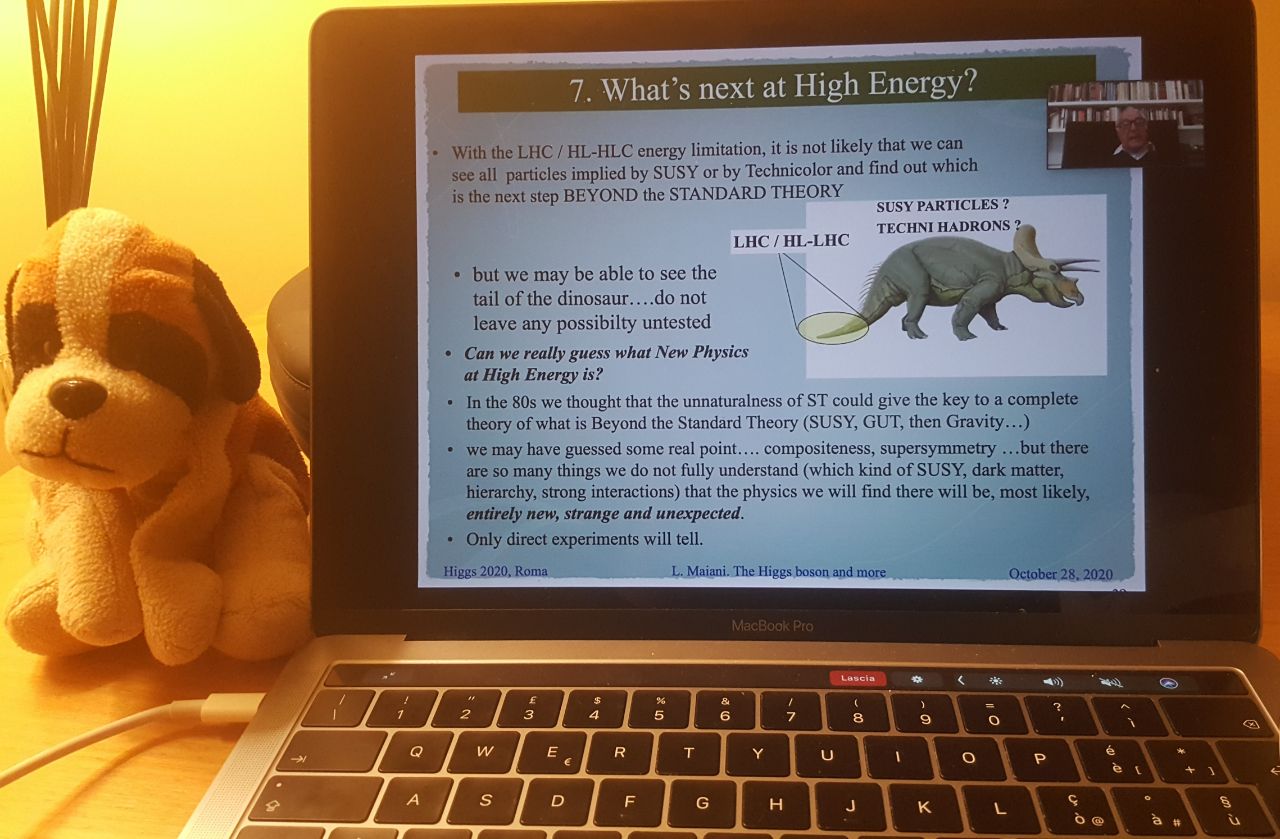 7. What's next at High Energy?
• With the LHC / HL-HLC energy limitation, it is not likely that we can
see all particles implied by SUSY or by Technicolor and find out which
is the next step BEYOND the STANDARD THEORY
SUSY PARTICLES ?
TECHNI HADRONS ?
LHC / HL-LHC
• but we may be able to see the
tail of the dinosaur….do not
leave any possibilty untested
• Can we really guess what New Physics
at High Energy is?
• In the 80s we thought that the unnaturalness of ST could give the key to a complete
theory of what is Beyond the Standard Theory (SUSY, GUT, then Gravity…)
• we may have guessed some real point…. compositeness, supersymmetry …but there
are so many things we do not fully understand (which kind of SUSY, dark matter,
hierarchy, strong interactions) that the physics we will find there will be, most likely,
entirely new, strange and unexpected.
• Only direct experiments will tell.
Higgs 2020, Roma L. Maiani. The Higgs boson and more October 28, 2020
MacBook Pro
Lascia
| ! " £ $ % & / ( ) = ? ^
\ 1 2 3 4 5 6 7 8 9 0 ' ì
Q W E € R T Y U I O P é è [ * + ]
A S D F G H J K L ç ò @ ° à # § ù